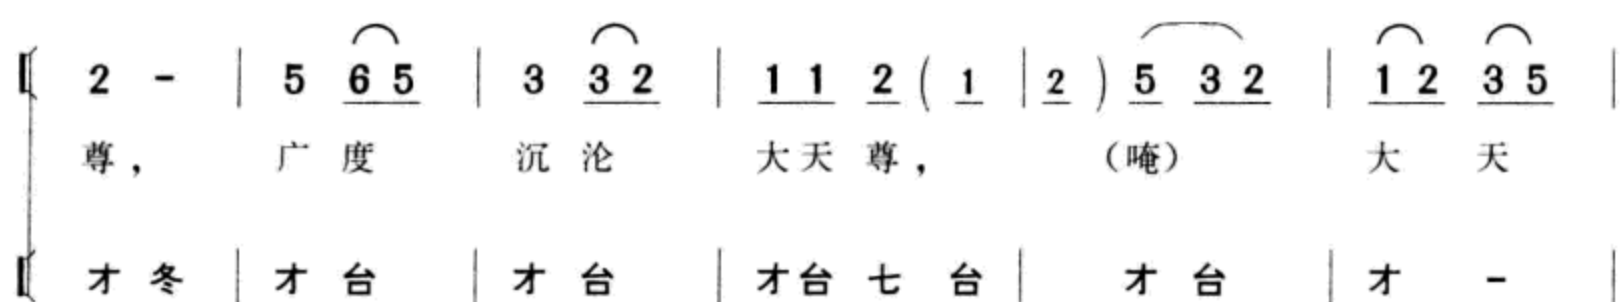 2 - | 5 6 5 | 3 3 2 | 1 1 2 ( 1 | 2 ) 5 3 2 | 1 2 3 5 |
尊， 广 度 沉 沦 大 天 尊， （唵） 大 天
才 冬 | 才 台 | 才 台 | 才 台 七 台 | 才 台 | 才 - |